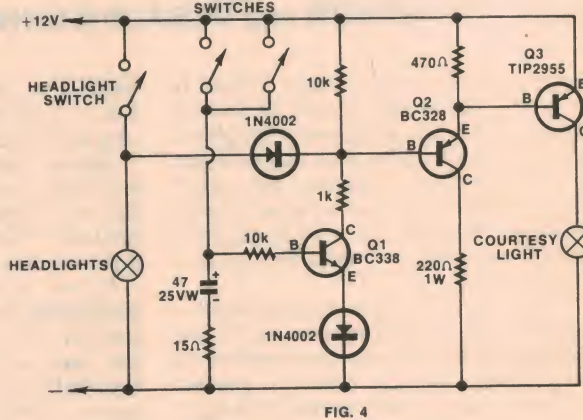 SWITCHES
+12V
HEADLIGHT
SWITCH
10k
470Ω
Q3
TIP2955
Q2
BC328
1N4002
B
E
C
B
E
C
1k
C
10k
B
Q1
BC338
E
HEADLIGHTS
47
25VW
+
−
220Ω
1W
COURTESY
LIGHT
15Ω
1N4002
−
FIG. 4